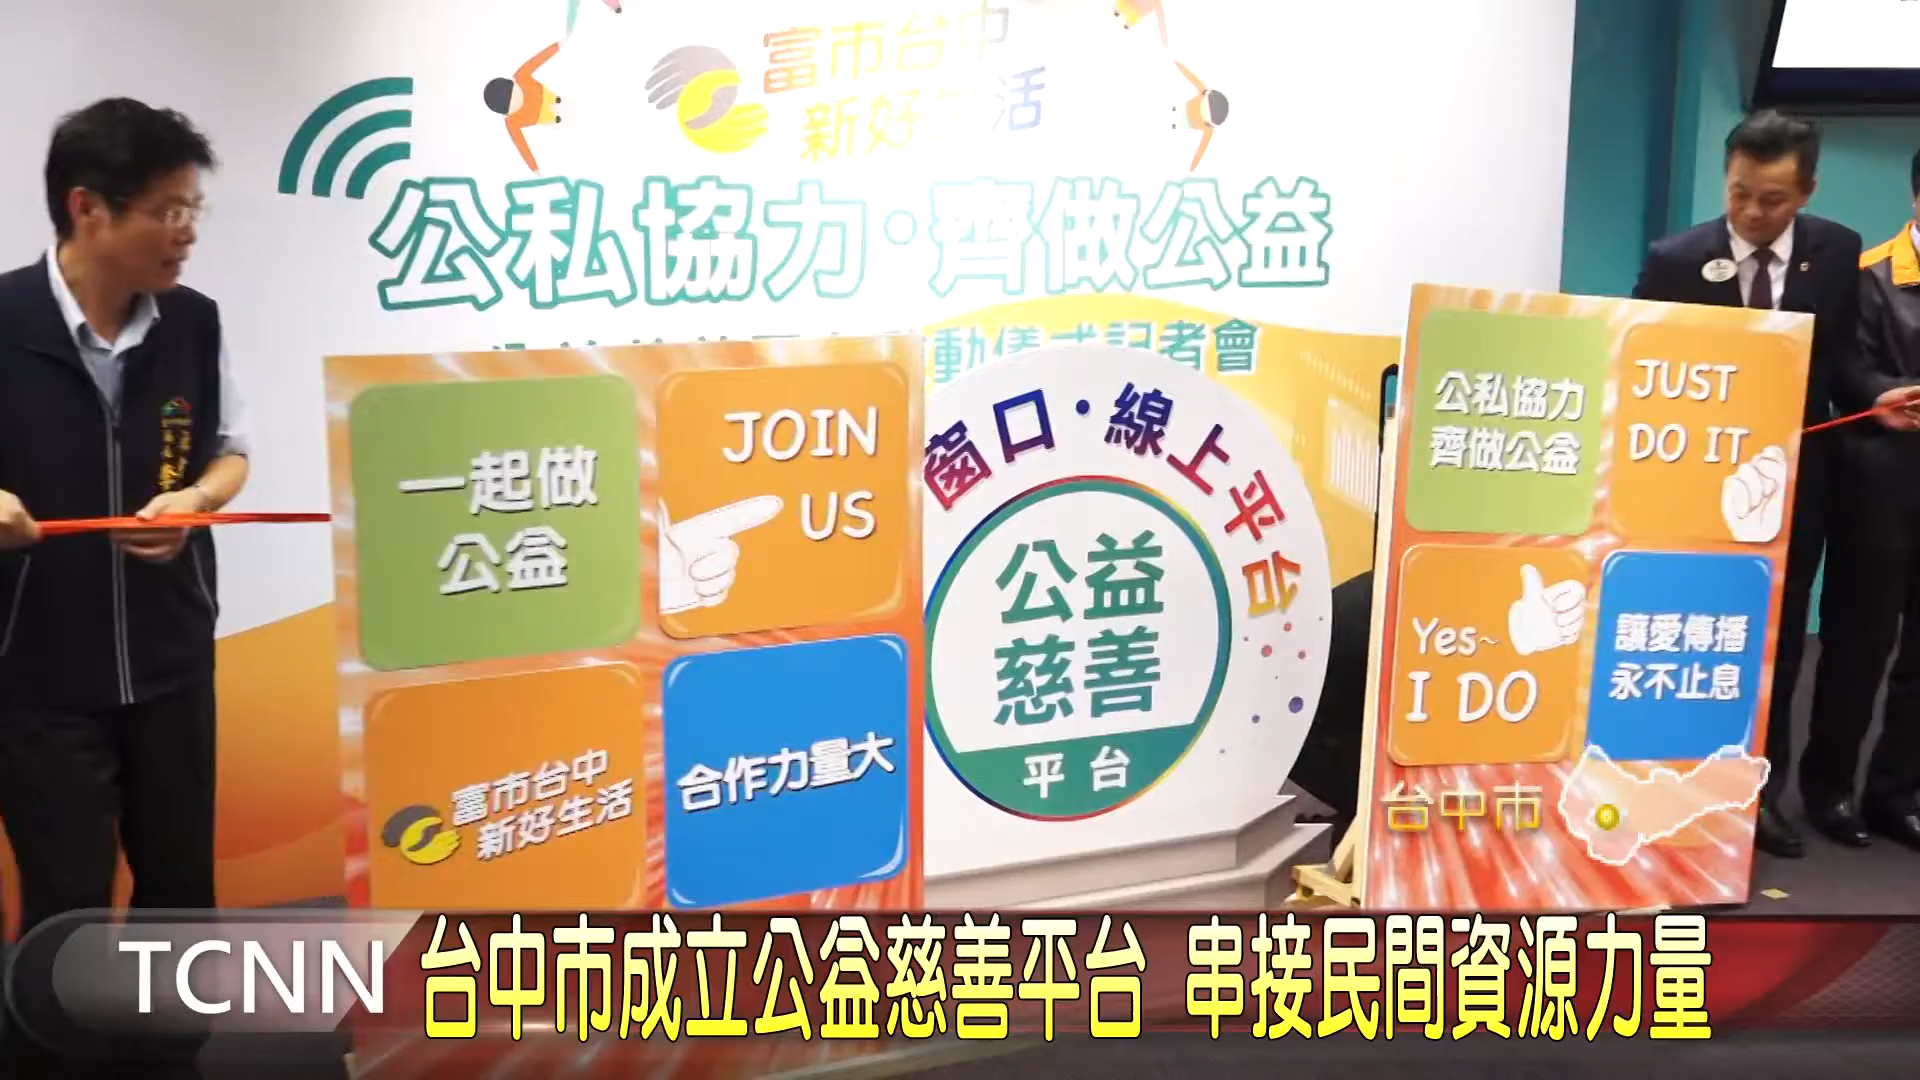 富市台中
新好生活
公私協力·齊做公益
動儀式記者會
窗口·線上平台
公益
慈善
平台
一起做
公益
JOIN
US
富市台中
新好生活
合作力量大
公私協力
齊做公益
JUST
DO IT
Yes~
I DO
讓愛傳播
永不止息
台中市
TCNN
台中市成立公益慈善平台 串接民間資源力量